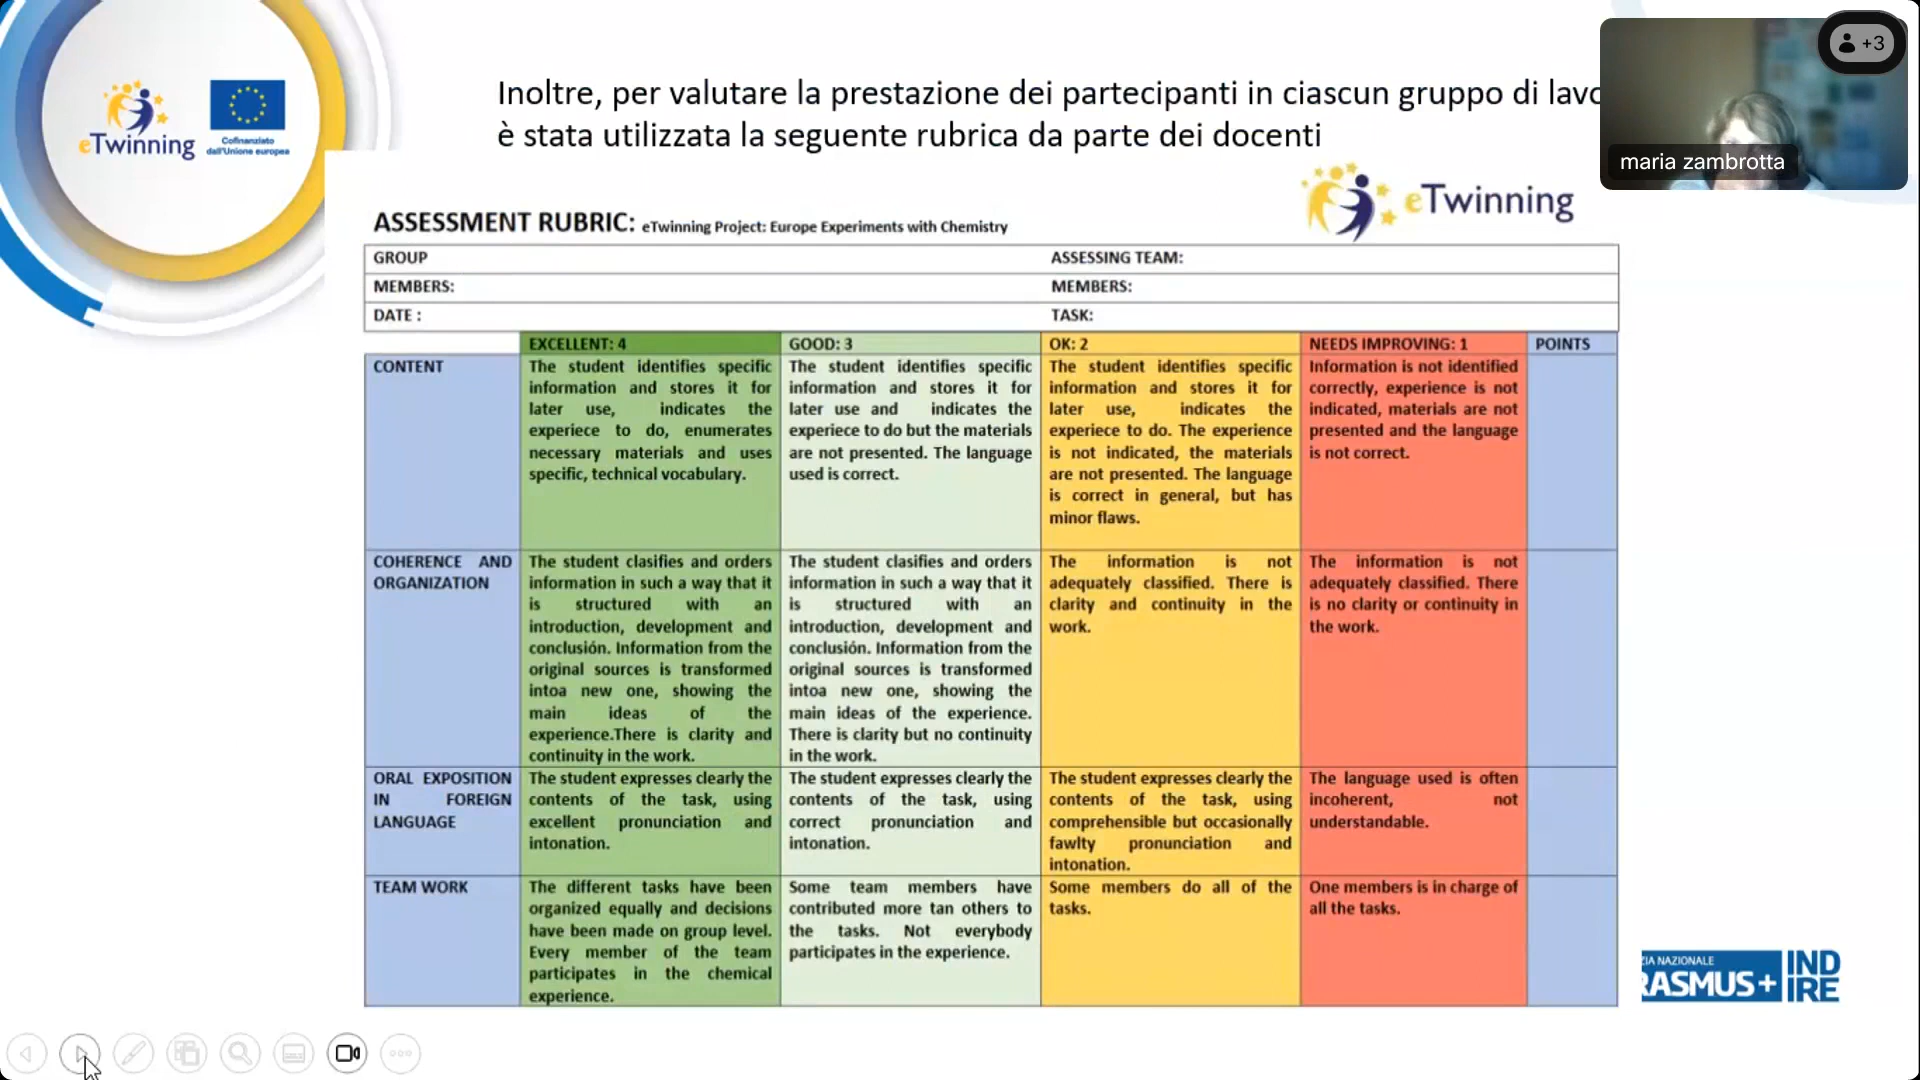 eTwinning
Cofinanziato
dall'Unione europea
Inoltre, per valutare la prestazione dei partecipanti in ciascun gruppo di lavo
è stata utilizzata la seguente rubrica da parte dei docenti
+3
maria zambrotta
eTwinning
ASSESSMENT RUBRIC: eTwinning Project: Europe Experiments with Chemistry
GROUP ASSESSING TEAM:
MEMBERS: MEMBERS:
DATE : TASK:
EXCELLENT: 4 GOOD: 3 OK: 2 NEEDS IMPROVING: 1 POINTS
CONTENT
The student identifies specific
information and stores it for
later use, indicates the
experiece to do, enumerates
necessary materials and uses
specific, technical vocabulary.
The student identifies specific
information and stores it for
later use and indicates the
experiece to do but the materials
are not presented. The language
used is correct.
The student identifies specific
information and stores it for
later use, indicates the
experiece to do. The experience
is not indicated, the materials
are not presented. The language
is correct in general, but has
minor flaws.
Information is not identified
correctly, experience is not
indicated, materials are not
presented and the language
is not correct.
COHERENCE AND
ORGANIZATION
The student clasifies and orders
information in such a way that it
is structured with an
introduction, development and
conclusión. Information from the
original sources is transformed
intoa new one, showing the
main ideas of the
experience.There is clarity and
continuity in the work.
The student clasifies and orders
information in such a way that it
is structured with an
introduction, development and
conclusión. Information from the
original sources is transformed
intoa new one, showing the
main ideas of the experience.
There is clarity but no continuity
in the work.
The information is not
adequately classified. There is
clarity and continuity in the
work.
The information is not
adequately classified. There
is no clarity or continuity in
the work.
ORAL EXPOSITION
IN FOREIGN
LANGUAGE
The student expresses clearly the
contents of the task, using
excellent pronunciation and
intonation.
The student expresses clearly the
contents of the task, using
correct pronunciation and
intonation.
The student expresses clearly the
contents of the task, using
comprehensible but occasionally
fawlty pronunciation and
intonation.
The language used is often
incoherent, not
understandable.
TEAM WORK
The different tasks have been
organized equally and decisions
have been made on group level.
Every member of the team
participates in the chemical
experience.
Some team members have
contributed more tan others to
the tasks. Not everybody
participates in the experience.
Some members do all of the
tasks.
One members is in charge of
all the tasks.
ZIA NAZIONALE
RASMUS+
IND
IRE